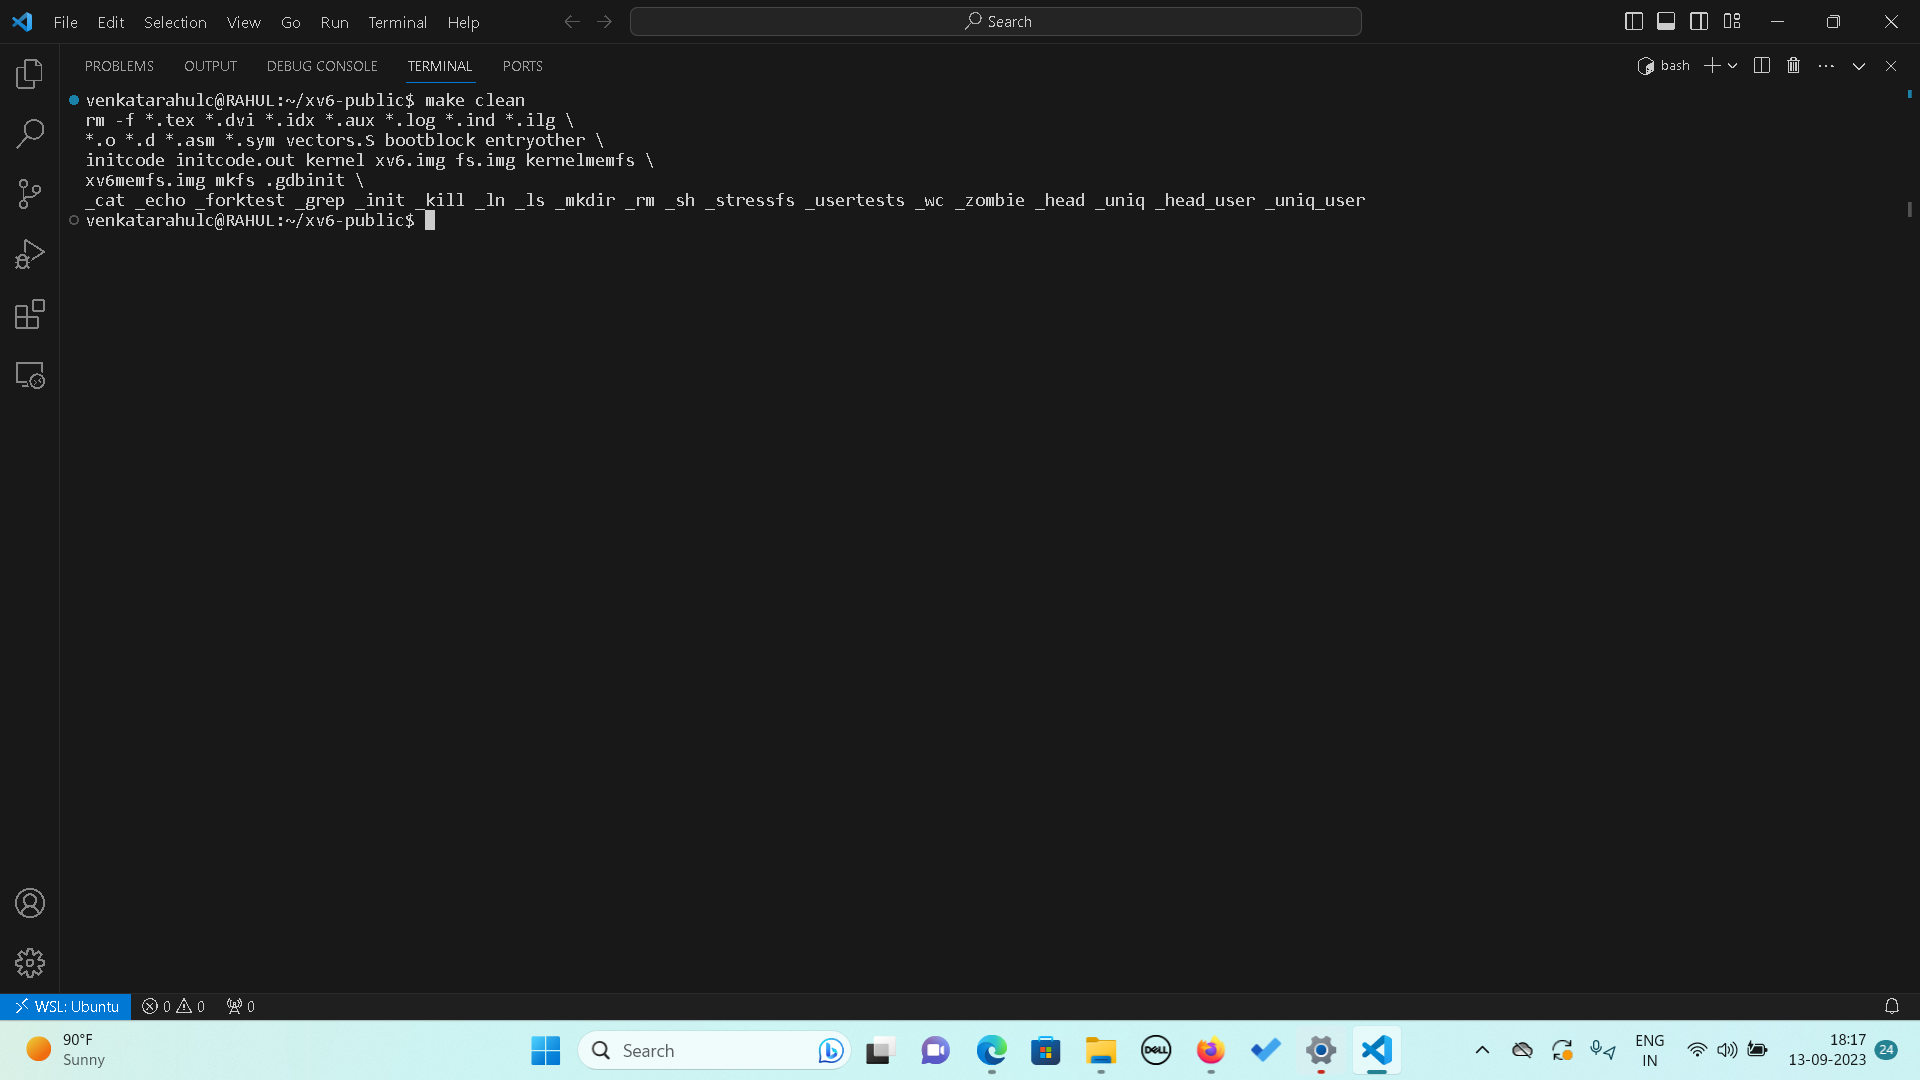 File Edit Selection View Go Run Terminal Help Search
PROBLEMS OUTPUT DEBUG CONSOLE TERMINAL PORTS bash
venkatarahulc@RAHUL:~/xv6-public$ make clean
rm -f *.tex *.dvi *.idx *.aux *.log *.ind *.ilg \
*.o *.d *.asm *.sym vectors.S bootblock entryother \
initcode initcode.out kernel xv6.img fs.img kernelmemfs \
xv6memfs.img mkfs .gdbinit \
_cat _echo _forktest _grep _init _kill _ln _ls _mkdir _rm _sh _stressfs _usertests _wc _zombie _head _uniq _head_user _uniq_user
venkatarahulc@RAHUL:~/xv6-public$
WSL: Ubuntu 0 0 0
90°F
Sunny
Search
DELL
ENG
IN
18:17
13-09-2023
24